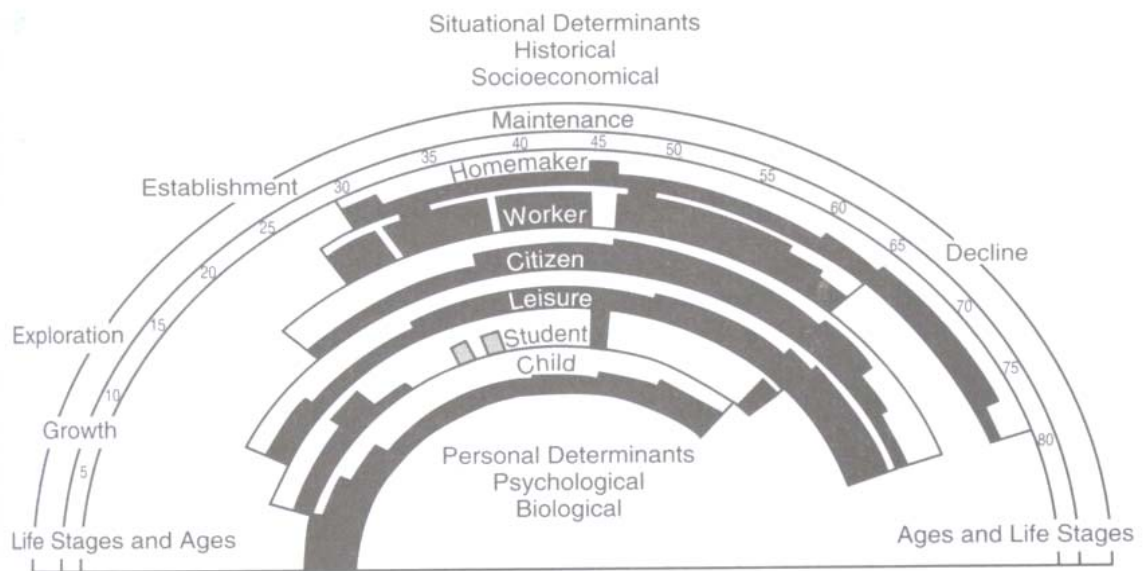 Situational Determinants
Historical
Socioeconomical
Maintenance
Establishment
Exploration
Growth
Decline
5
10
15
20
25
30
35
40
45
50
55
60
65
70
75
80
Homemaker
Worker
Citizen
Leisure
Student
Child
Personal Determinants
Psychological
Biological
Life Stages and Ages
Ages and Life Stages